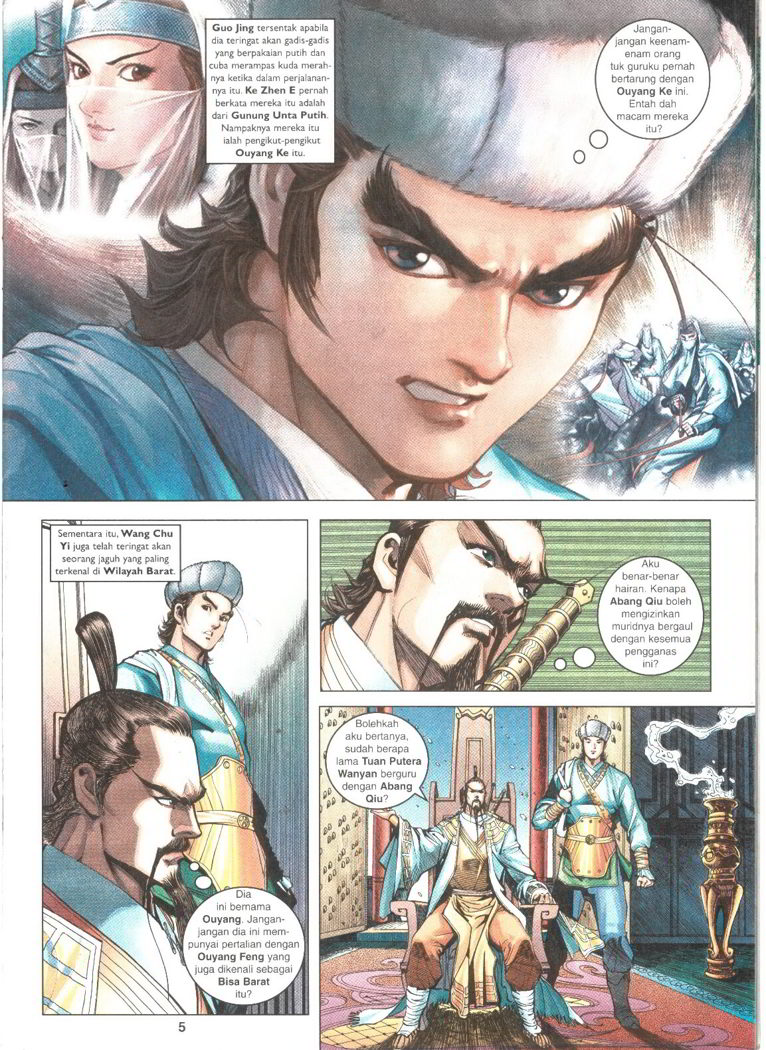 Guo Jing tersentak apabila
dia teringat akan gadis-gadis
yang berpakaian putih dan
cuba merampas kuda merah-
nya ketika dalam perjalanan-
nya itu. Ke Zhen E pernah
berkata mereka itu adalah
dari Gunung Unta Putih.
Nampaknya mereka itu
ialah pengikut-pengikut
Ouyang Ke itu.
Jangan-
jangan keenam-
enam orang
tuk guruku pernah
bertarung dengan
Ouyang Ke ini.
Entah dah
macam mereka
itu?
Sementara itu, Wang Chu
Yi juga telah teringat akan
seorang jaguh yang paling
terkenal di Wilayah Barat.
Dia
ini bernama
Ouyang. Jangan-
jangan dia ini mem-
punyai pertalian dengan
Ouyang Feng yang
juga dikenali sebagai
Bisa Barat
itu?
Aku
benar-benar
hairan. Kenapa
Abang Qiu boleh
mengizinkan
muridnya bergaul
dengan kesemua
pengganas
ini?
Bolehkah
aku bertanya,
sudah berapa
lama Tuan Putera
Wanyan berguru
dengan Abang
Qiu?
5